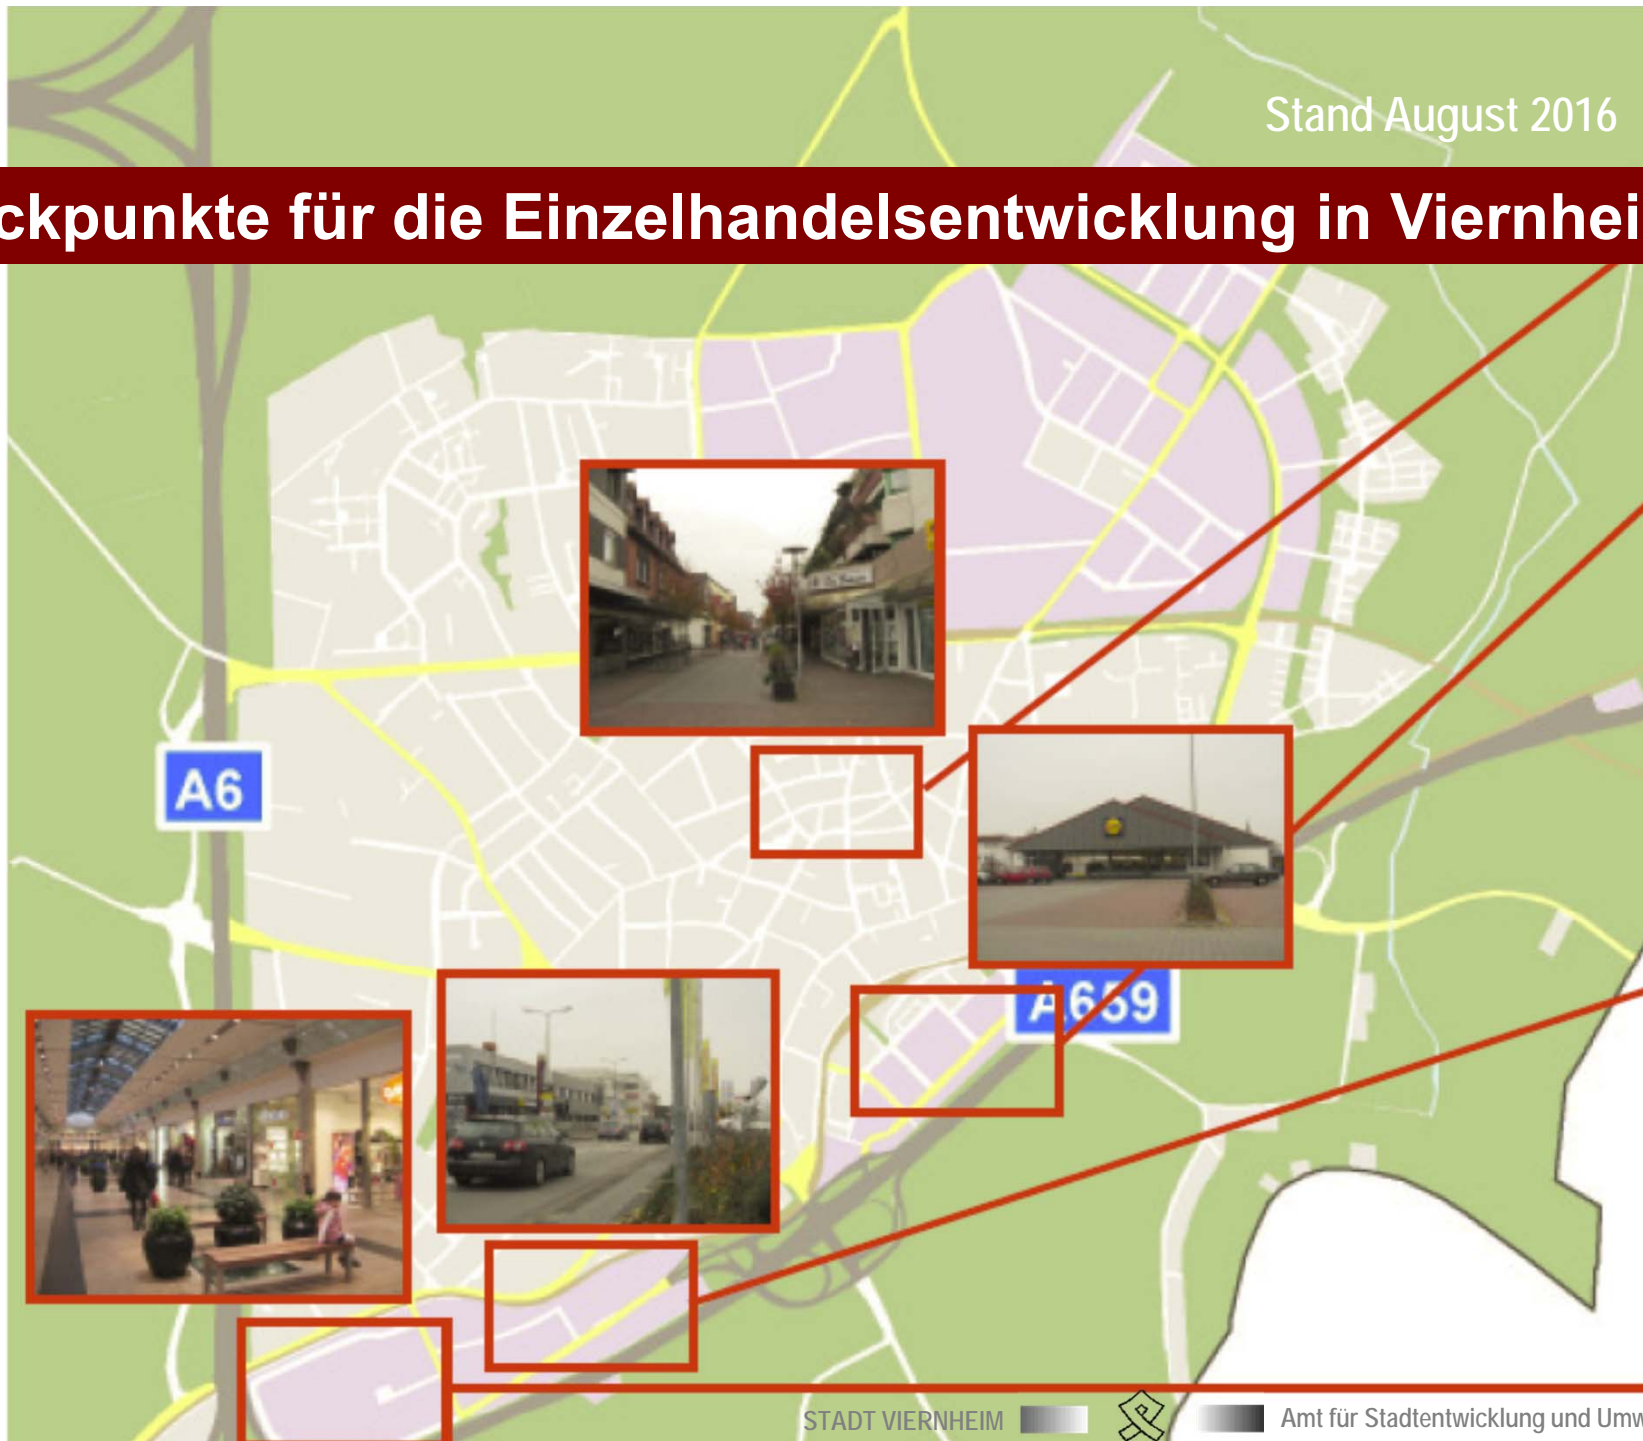 Stand August 2016
ckpunkte für die Einzelhandelsentwicklung in Viernhei
A6
A659
STADT VIERNHEIM Amt für Stadtentwicklung und Umw